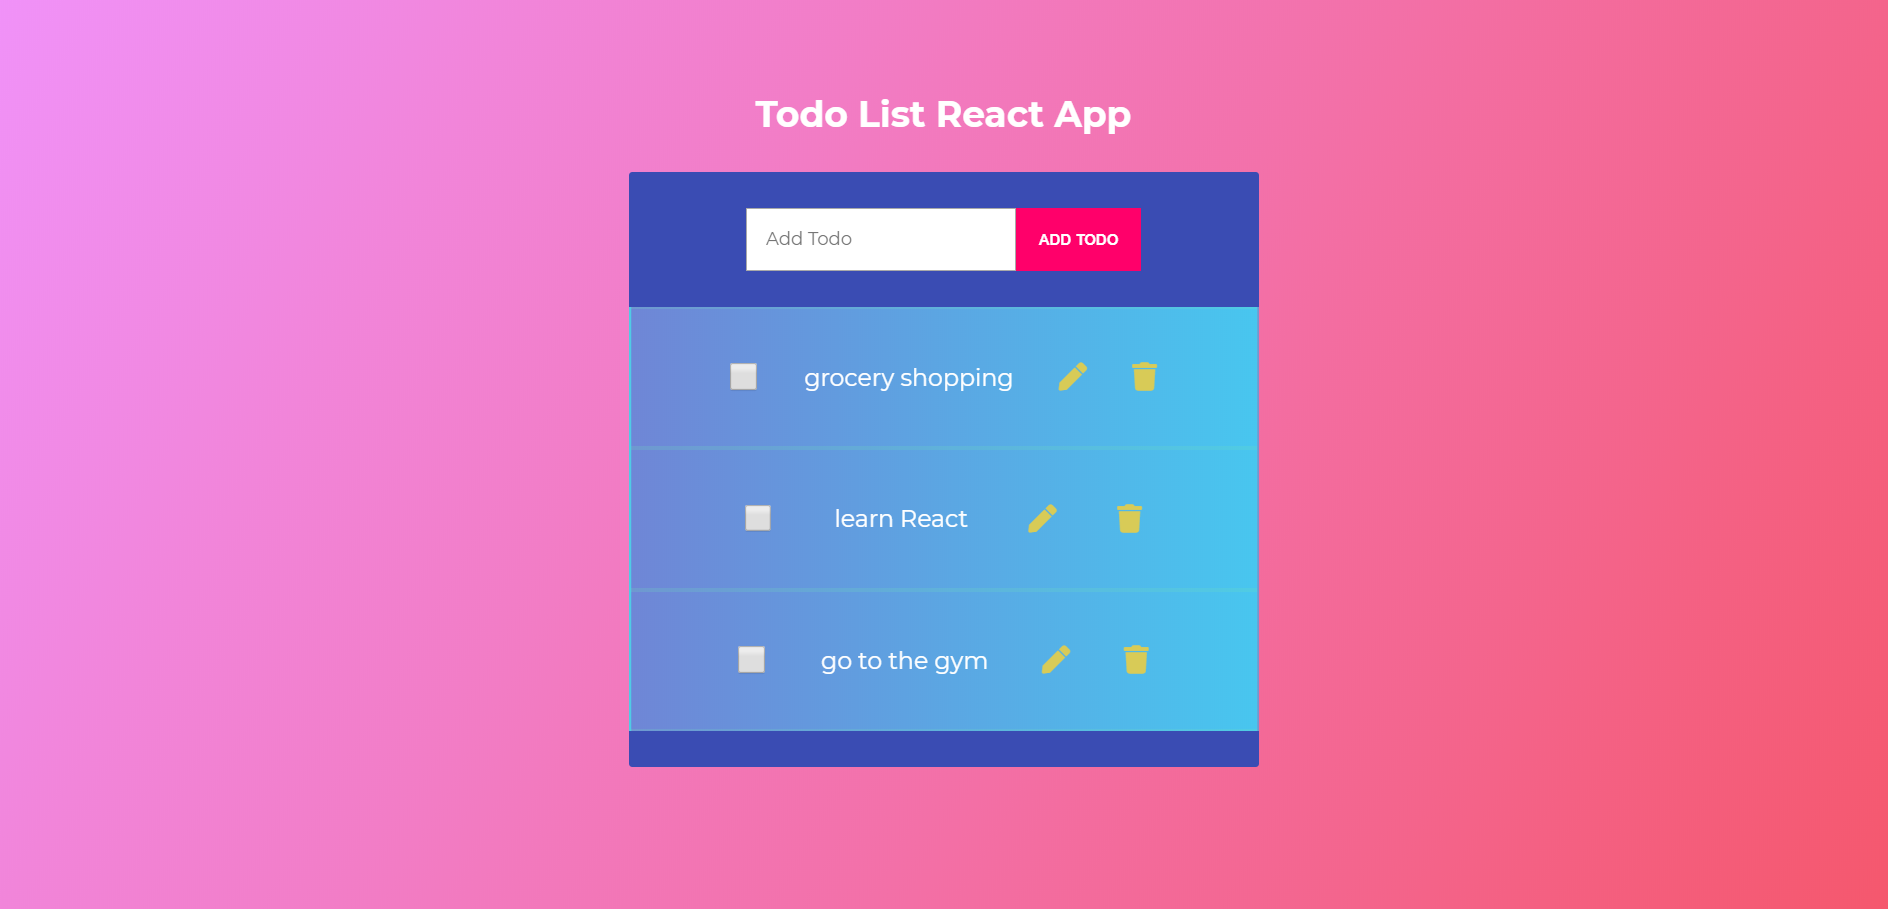 Todo List React App
Add Todo
ADD TODO
grocery shopping
learn React
go to the gym